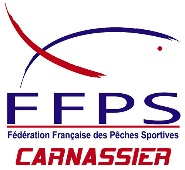 FFPS
Fédération Française des Pêches Sportives
CARNASSIER